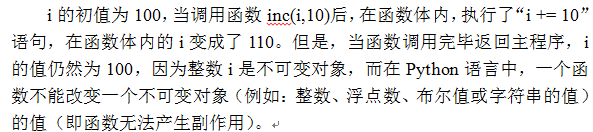 i 的初值为 100，当调用函数 inc(i,10)后，在函数体内，执行了“i += 10”
语句，在函数体内的 i 变成了 110。但是，当函数调用完毕返回主程序，i
的值仍然为 100，因为整数 i 是不可变对象，而在 Python 语言中，一个函
数不能改变一个不可变对象（例如：整数、浮点数、布尔值或字符串的值）
的值（即函数无法产生副作用）。